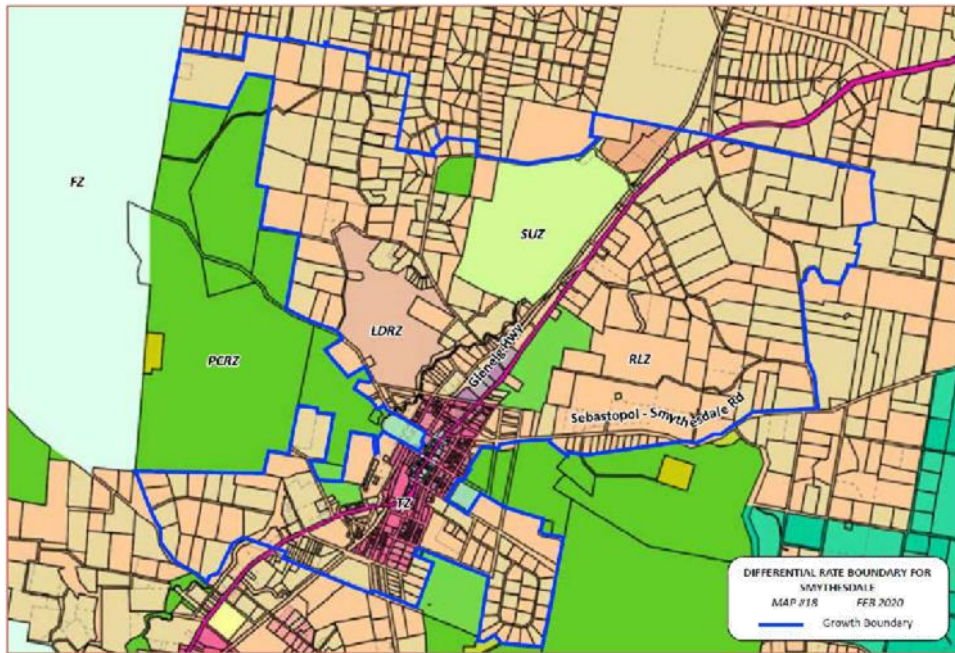 FZ
SUZ
LDRZ
Glenelg Hwy
PCRZ
RLZ
Sebastopol - Smythesdale Rd
TZ
DIFFERENTIAL RATE BOUNDARY FOR
SMYTHESDALE
MAP #18 FEB 2020
Growth Boundary